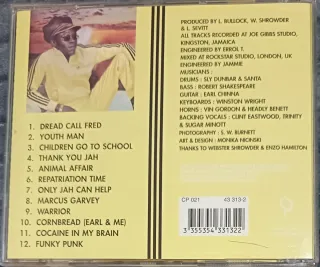 PRODUCED BY L. BULLOCK, W. SHROWDER
& L. SEVITT
ALL TRACKS RECORDED AT JOE GIBBS STUDIO,
KINGSTON, JAMAICA
ENGINEERED BY ERROL T.
MIXED AT ROCKSTAR STUDIO, LONDON, UK
ENGINEERED BY JAMMIE
MUSICIANS :
DRUMS : SLY DUNBAR & SANTA
BASS : ROBERT SHAKESPEARE
GUITAR : EARL CHINNA
KEYBOARDS : WINSTON WRIGHT
HORNS : VIN GORDON & HEADLY BENETT
BACKING VOCALS : CLINT EASTWOOD, TRINITY
& SUGAR MINOTT
PHOTOGRAPHY : S. W. BURNETT
ART & DESIGN : MONIKA HIONSKI
THANKS TO WEBSTER SHROWDER & ENZO HAMILTON
1. DREAD CALL FRED
2. YOUTH MAN
3. CHILDREN GO TO SCHOOL
4. THANK YOU JAH
5. ANIMAL AFFAIR
6. REPATRIATION TIME
7. ONLY JAH CAN HELP
8. MARCUS GARVEY
9. WARRIOR
10. CORNBREAD (EARL & ME)
11. COCAINE IN MY BRAIN
12. FUNKY PUNK
CP 021
43 313-2
3 355354 331322